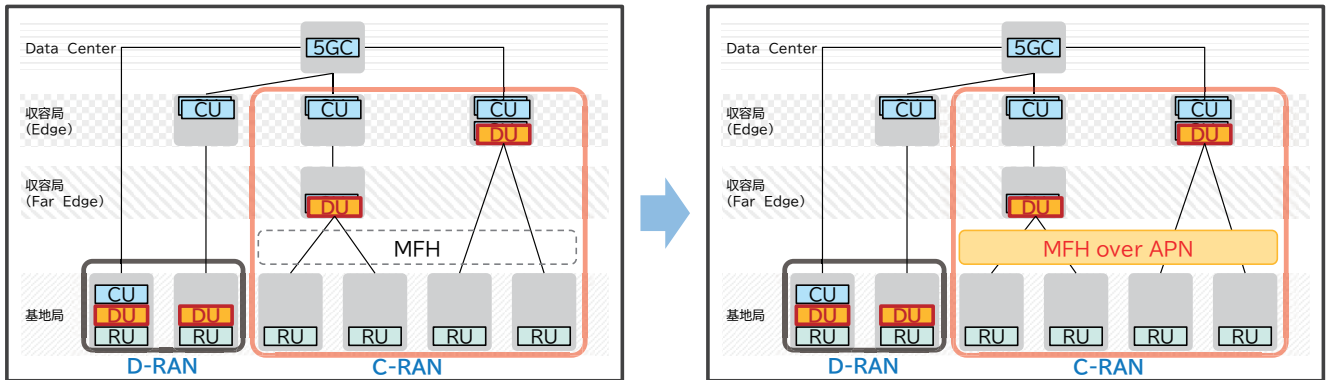 Data Center
5GC
収容局
(Edge)
CU
CU
CU
DU
収容局
(Far Edge)
DU
MFH
基地局
CU
DU
RU
DU
RU
RU
RU
RU
RU
D-RAN
C-RAN
Data Center
5GC
収容局
(Edge)
CU
CU
CU
DU
収容局
(Far Edge)
DU
MFH over APN
基地局
CU
DU
RU
DU
RU
RU
RU
RU
RU
D-RAN
C-RAN